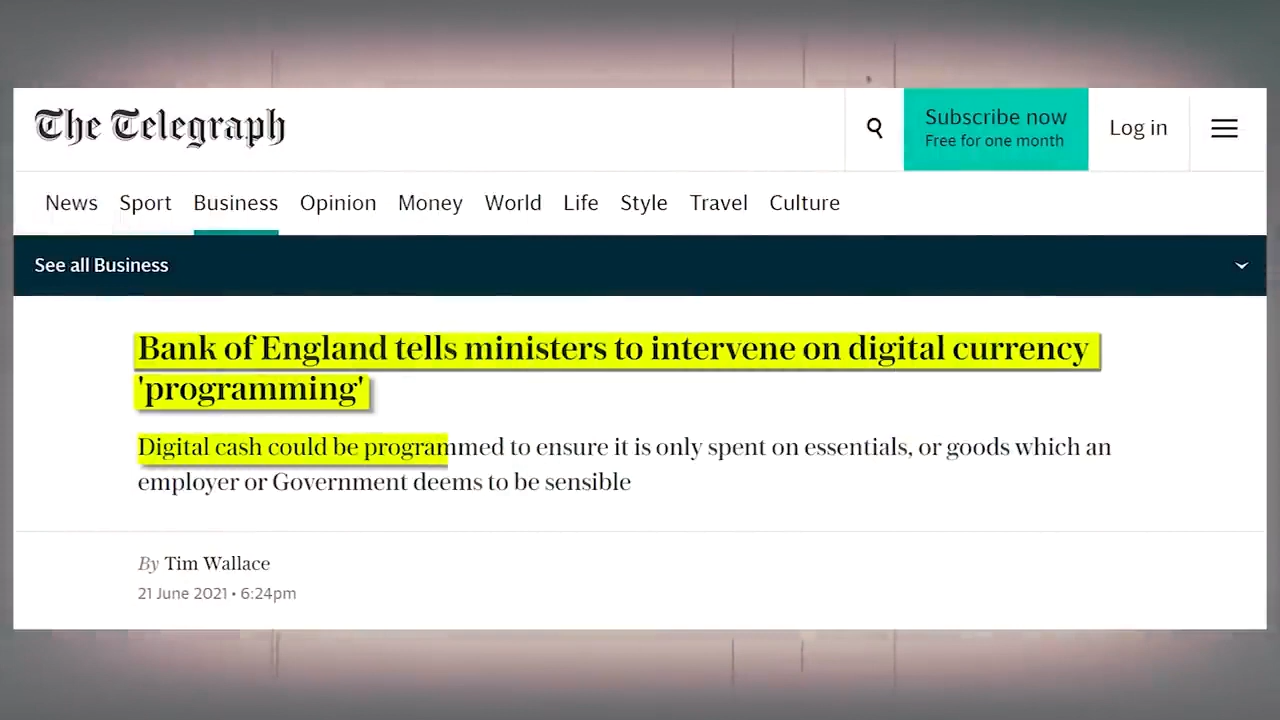 The Telegraph
Subscribe now
Free for one month
Log in
News Sport Business Opinion Money World Life Style Travel Culture
See all Business
Bank of England tells ministers to intervene on digital currency
'programming'
Digital cash could be programmed to ensure it is only spent on essentials, or goods which an
employer or Government deems to be sensible
By Tim Wallace
21 June 2021 • 6:24pm